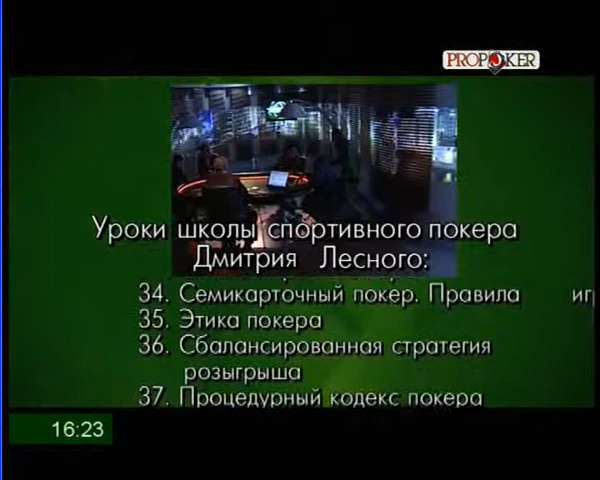 PROPOKER
Уроки школы спортивного покера
Дмитрия Лесного:
34. Семикарточный покер. Правила иг
35. Этика покера
36. Сбалансированная стратегия
розыгрыша
37. Процедурный кодекс покера
16:23